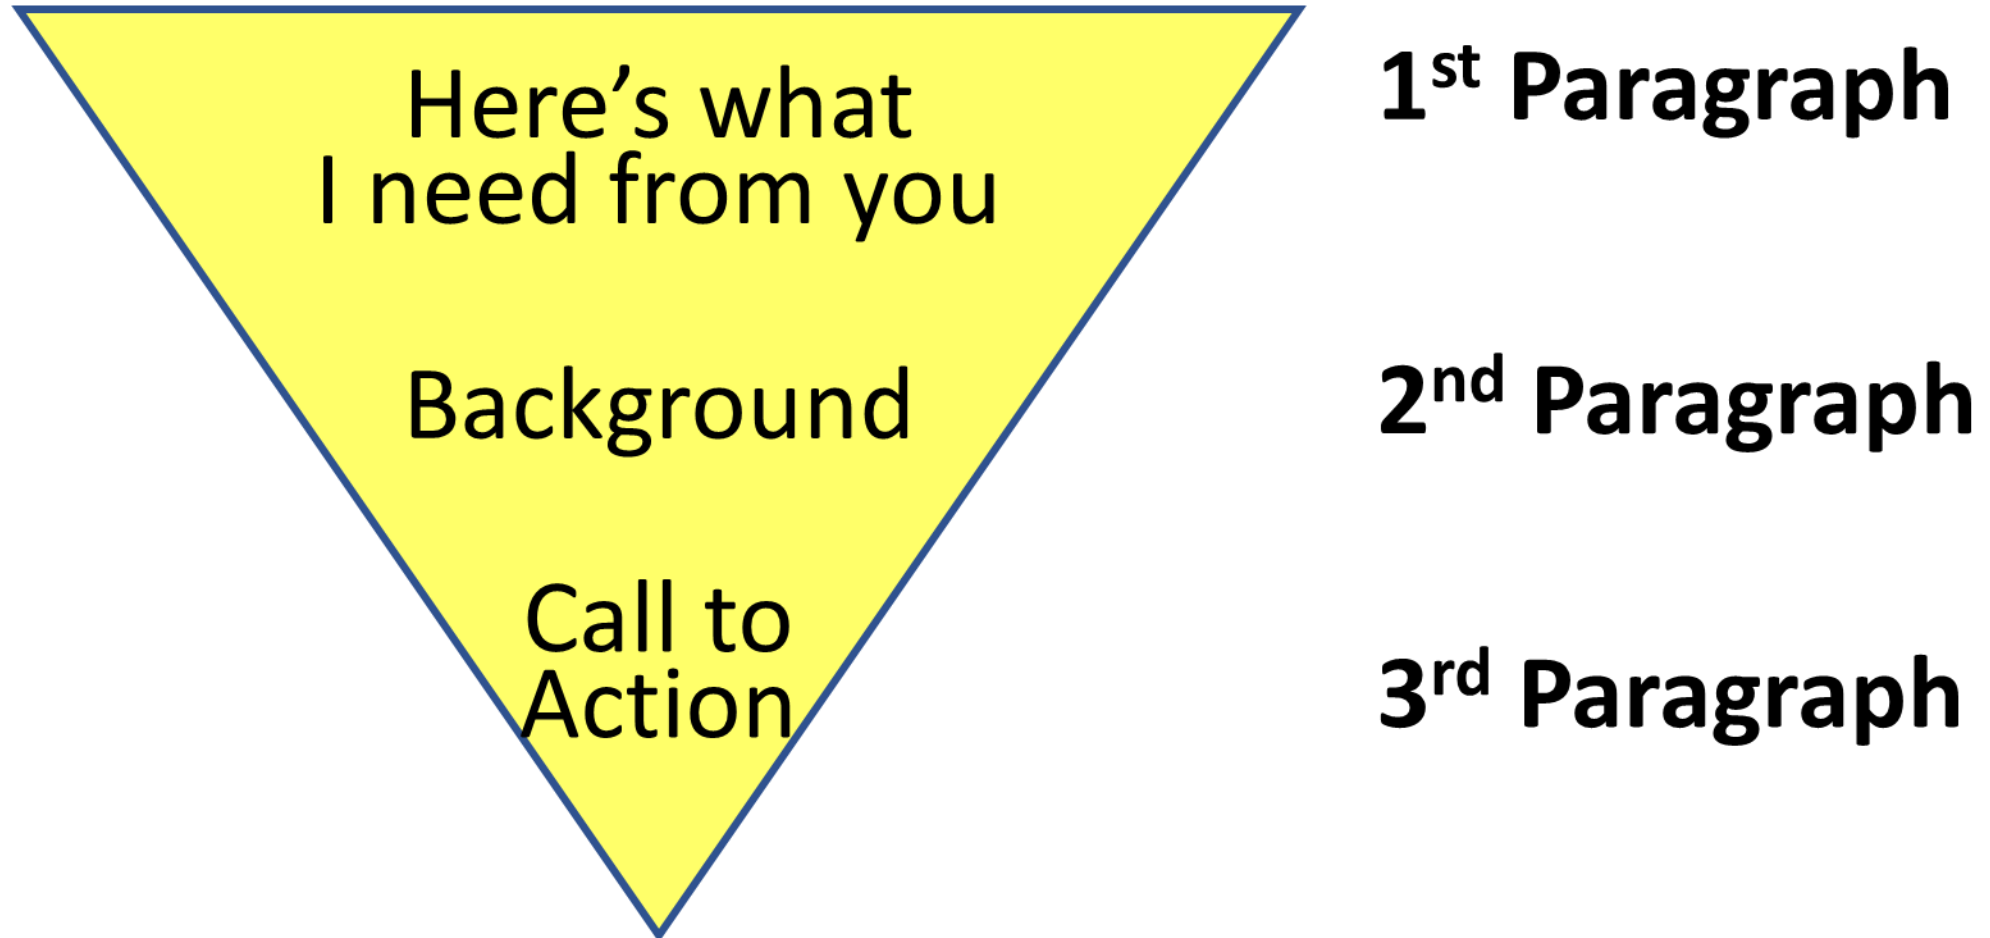 Here’s what
I need from you
1st Paragraph
Background
2nd Paragraph
Call to
Action
3rd Paragraph